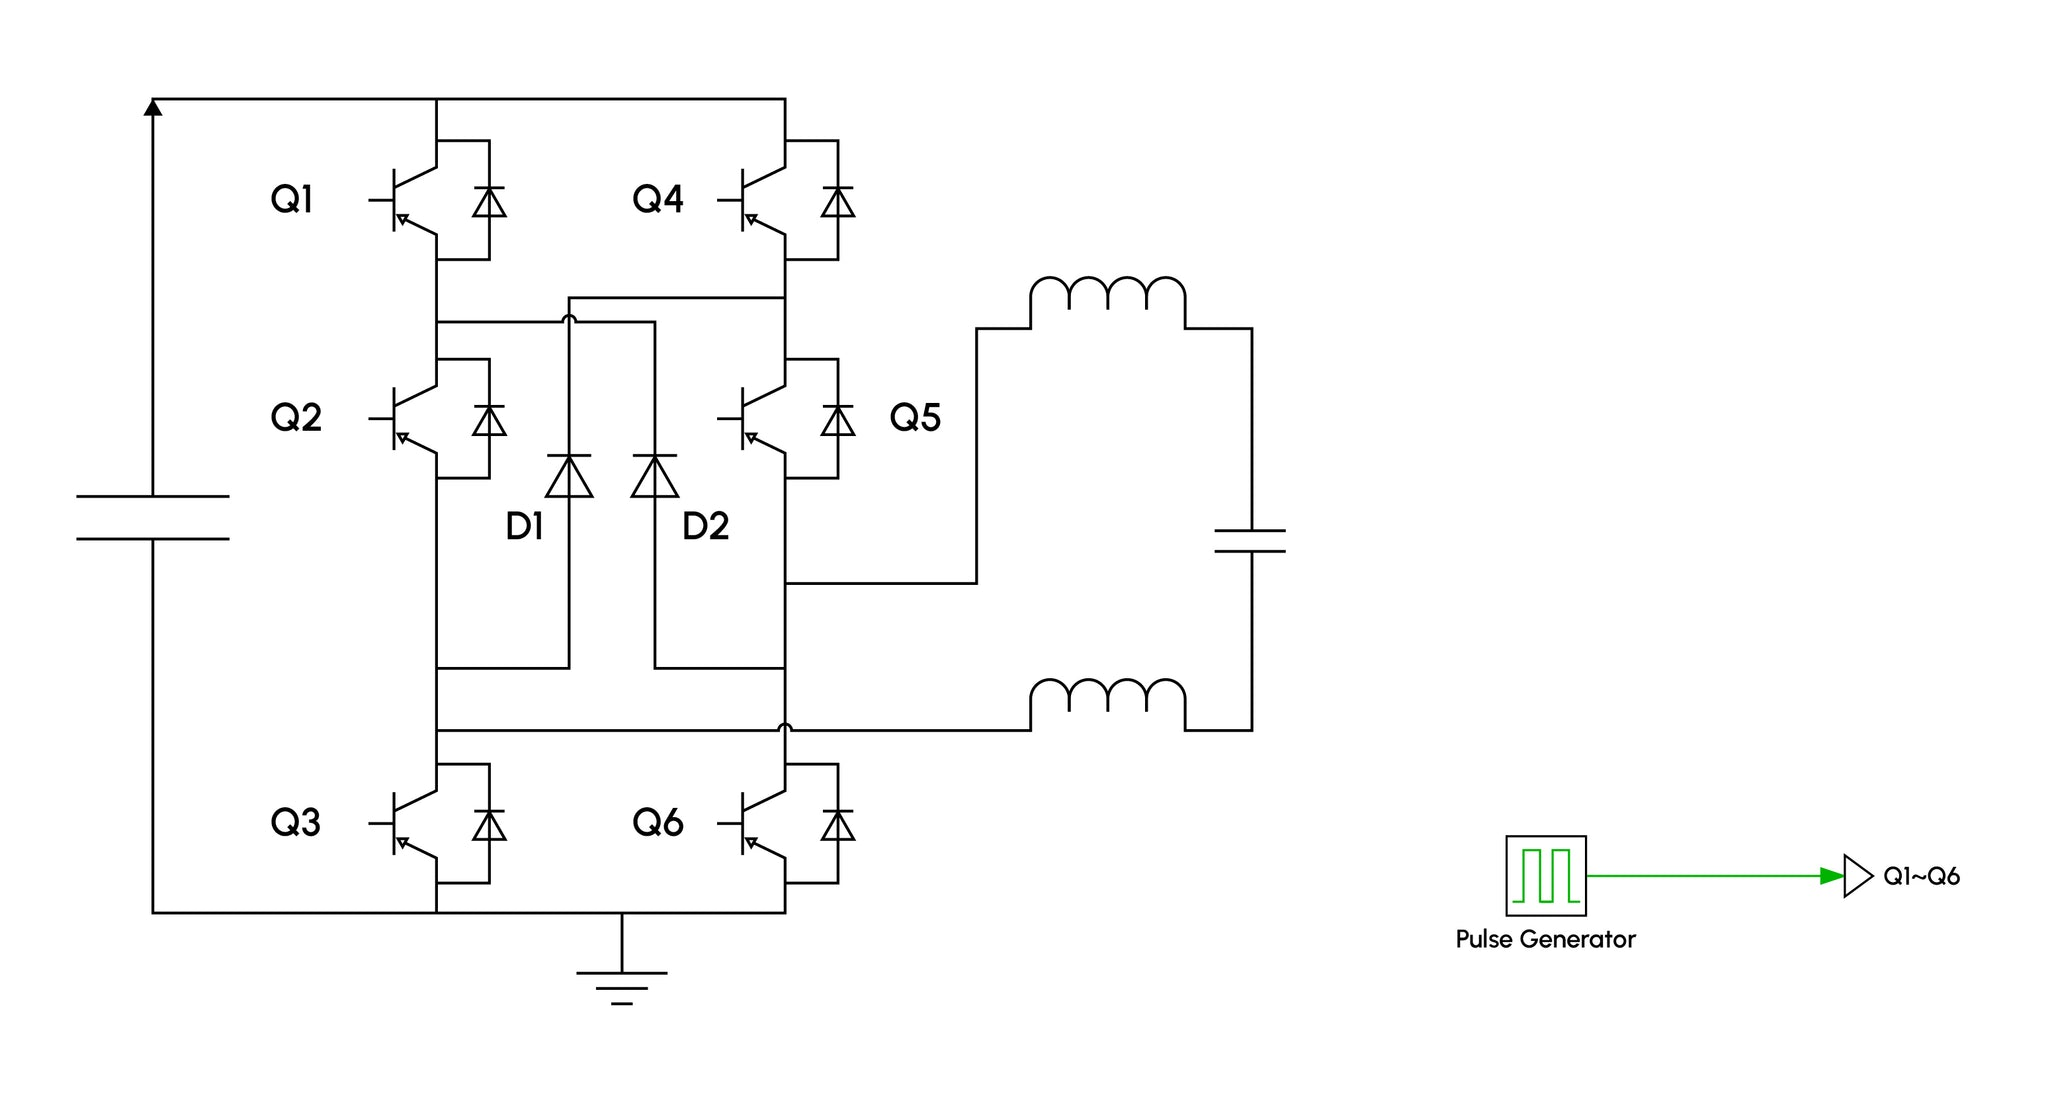 Q1
Q4
Q2
Q5
D1
D2
Q3
Q6
Q1~Q6
Pulse Generator